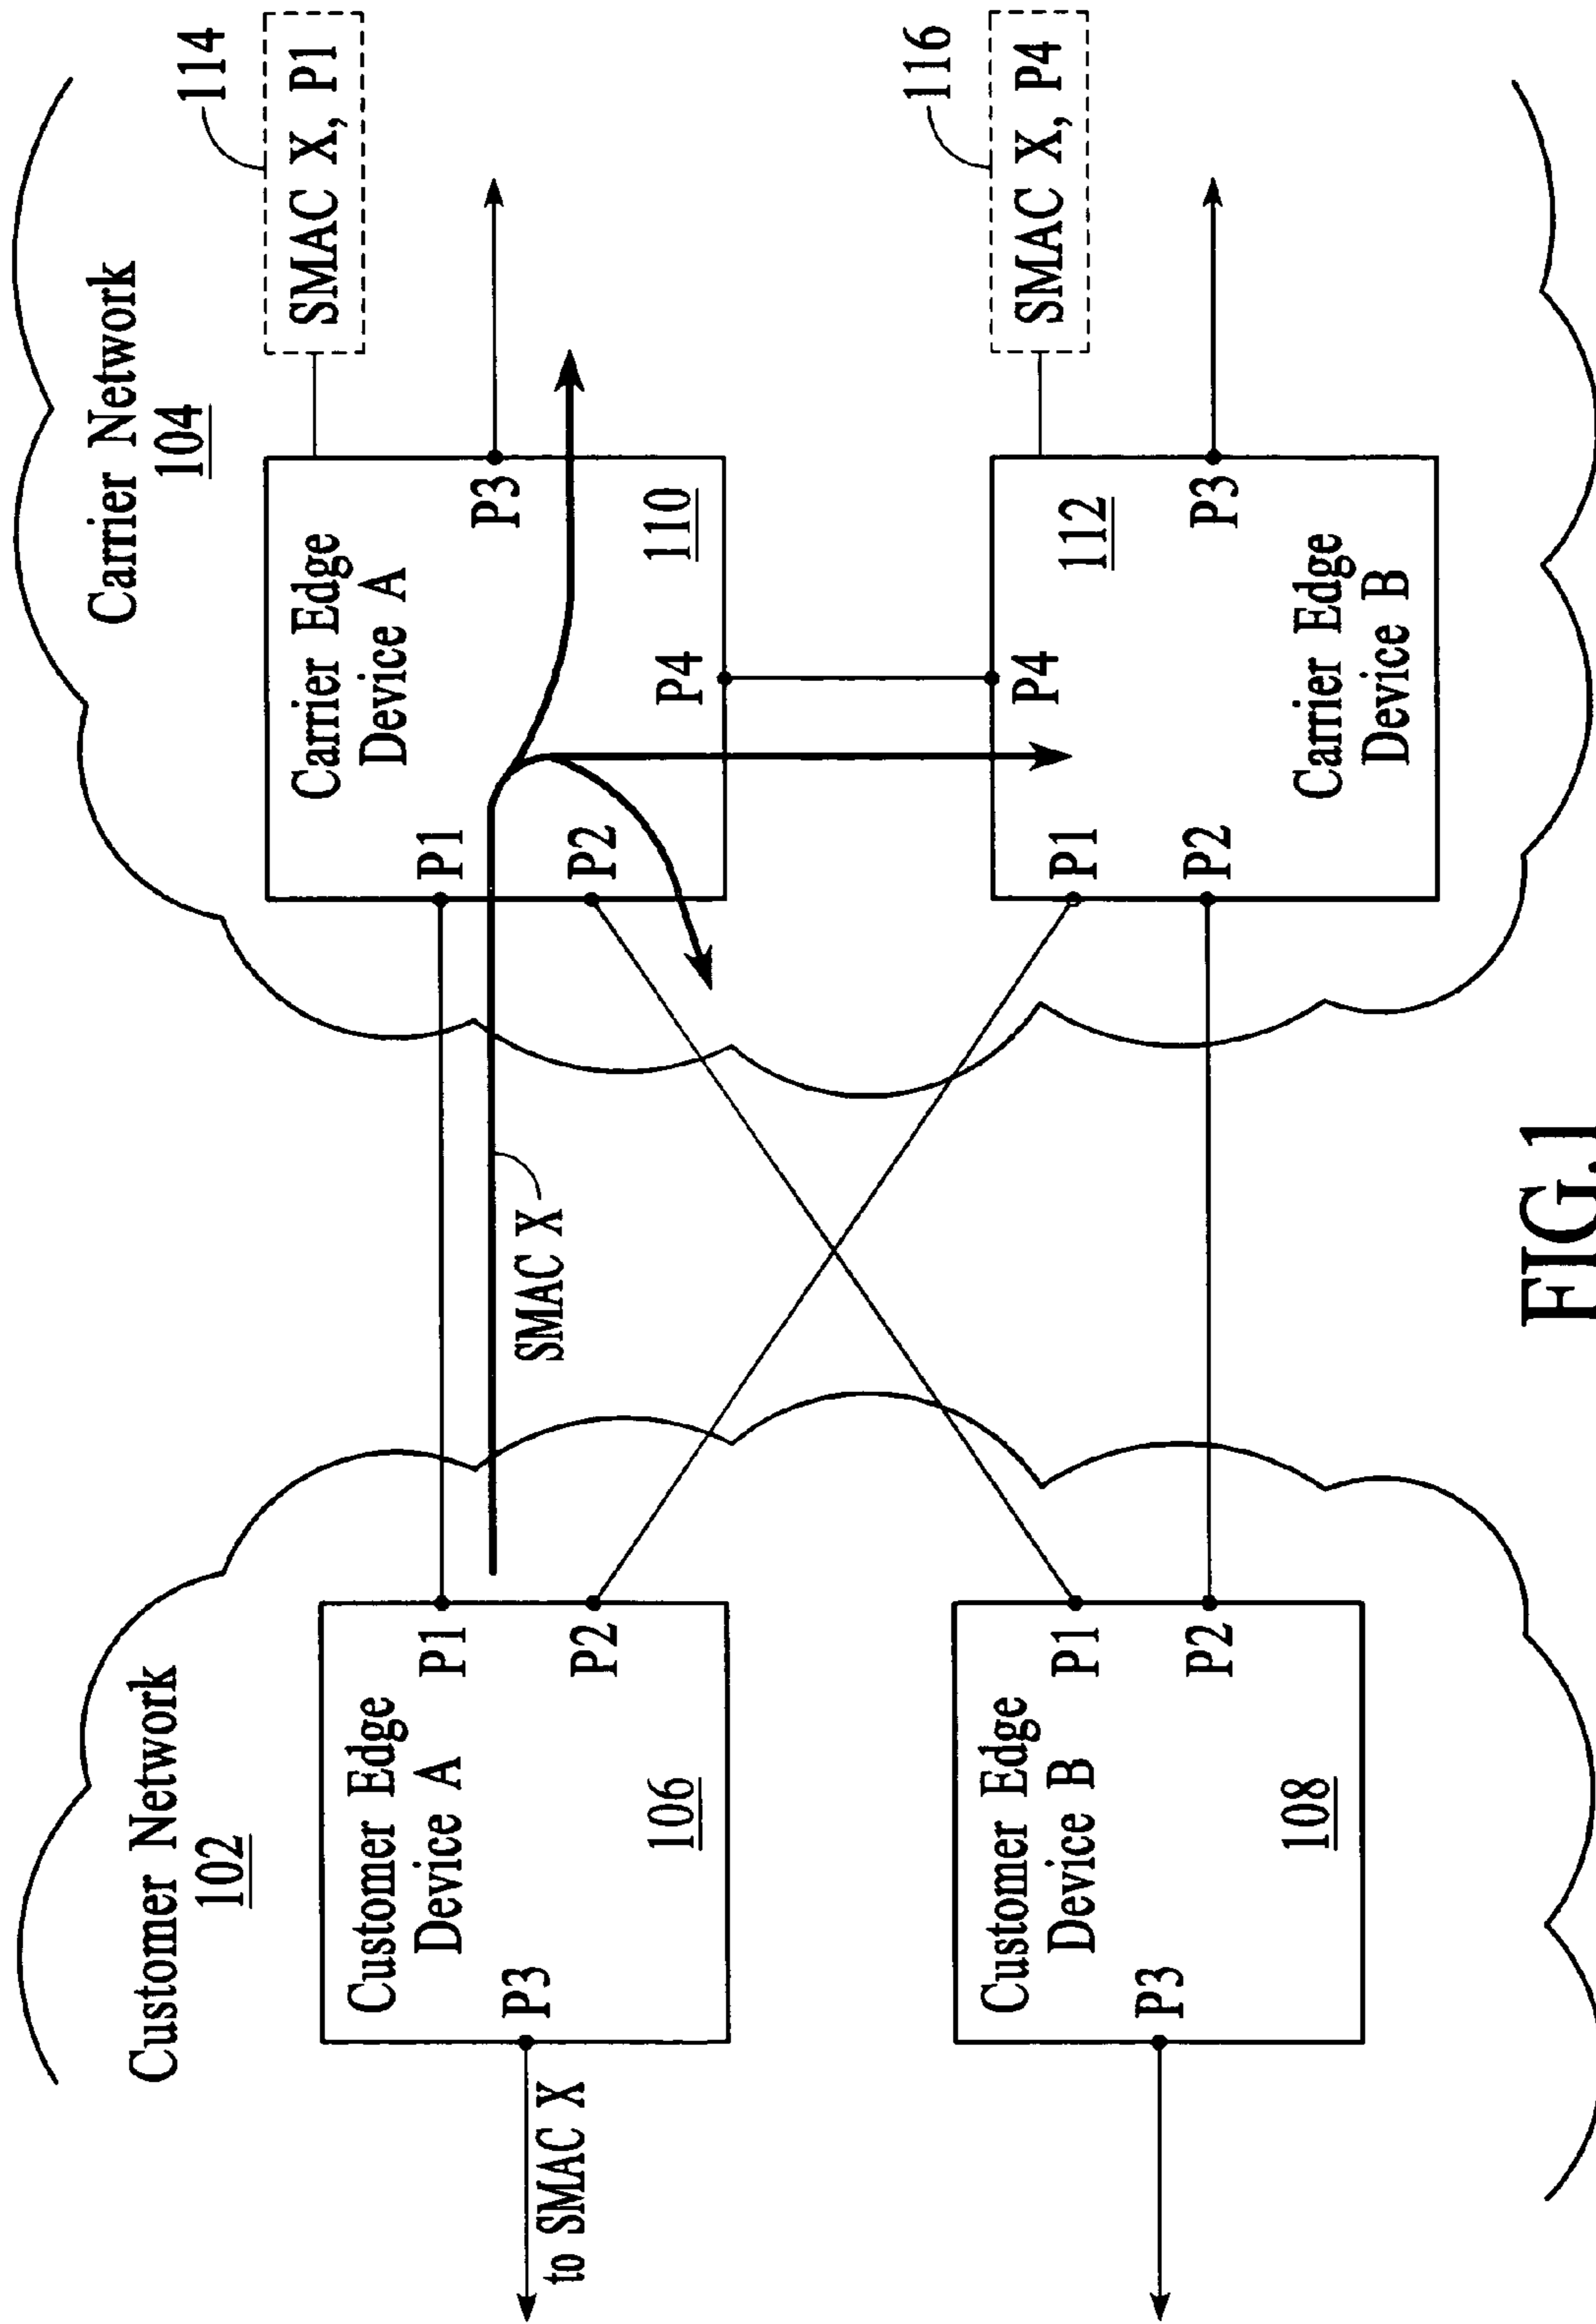 Customer Network
102
Carrier Network
104
114
SMAC X, P1
Customer Edge
Device A
P1
P3
P2
106
to SMAC X
SMAC X
Carrier Edge
Device A
P1
P3
P2
P4
110
116
SMAC X, P4
Customer Edge
Device B
P1
P3
P2
108
P4
112
P1
P3
P2
Carrier Edge
Device B
FIG.1